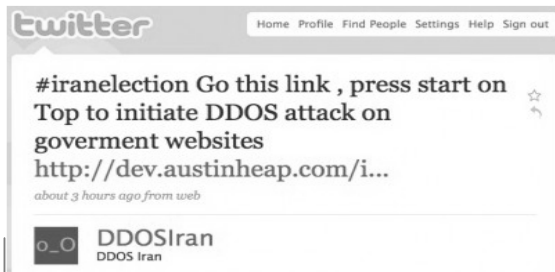 twitter
Home Profile Find People Settings Help Sign out
#iranelection Go this link , press start on
Top to initiate DDOS attack on
goverment websites
http://dev.austinheap.com/i...
about 3 hours ago from web
o_O
DDOSIran
DDOS Iran